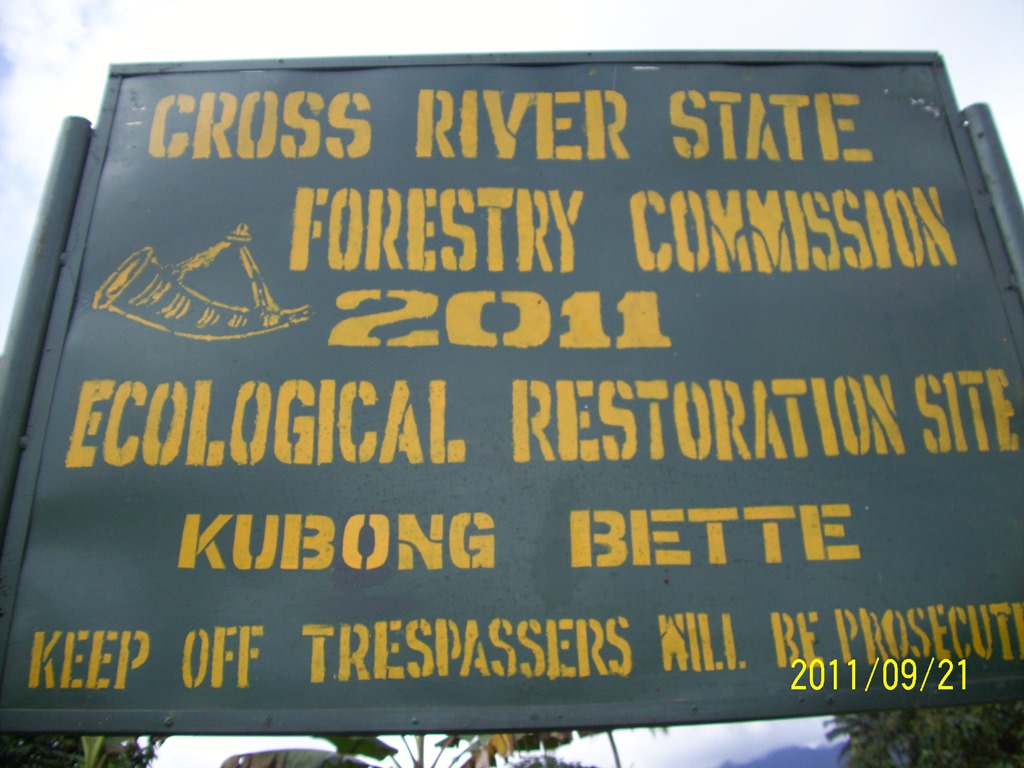 CROSS RIVER STATE
FORESTRY COMMISSION
2011
ECOLOGICAL RESTORATION SITE
KUBONG BETTE
KEEP OFF TRESPASSERS WILL BE PROSECUTE
2011/09/21